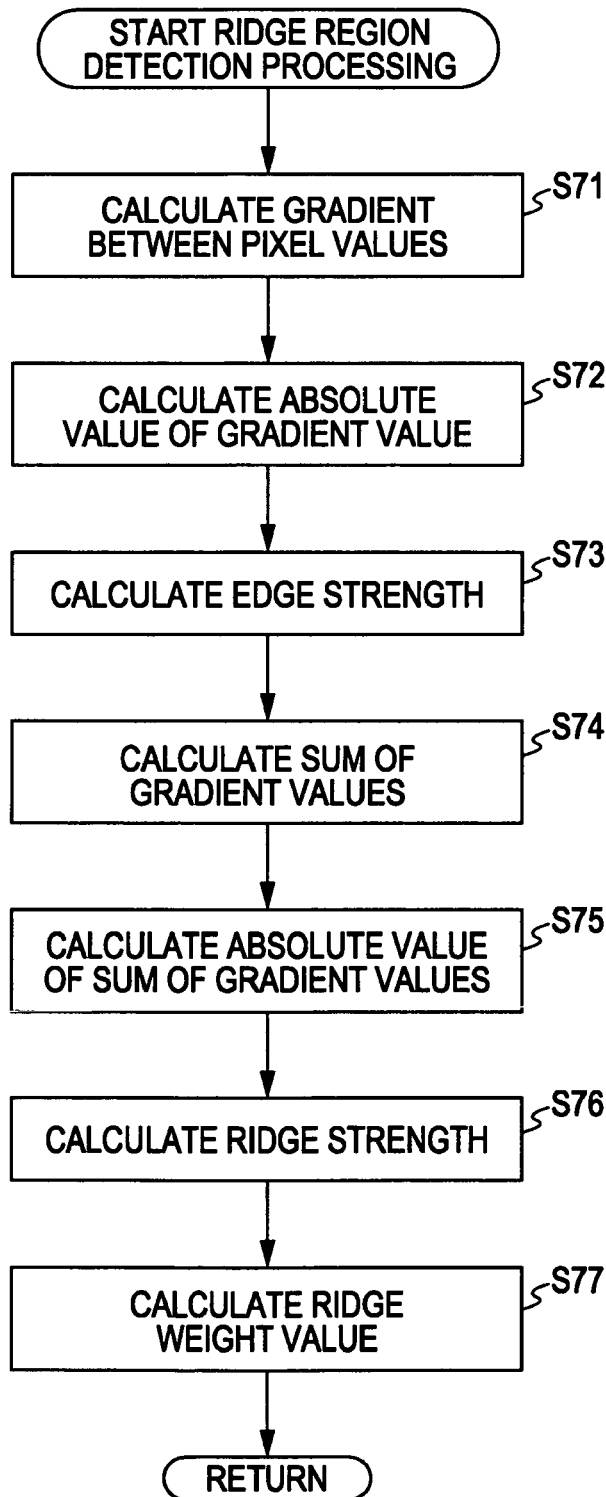 START RIDGE REGION
DETECTION PROCESSING
S71
CALCULATE GRADIENT
BETWEEN PIXEL VALUES
S72
CALCULATE ABSOLUTE
VALUE OF GRADIENT VALUE
S73
CALCULATE EDGE STRENGTH
S74
CALCULATE SUM OF
GRADIENT VALUES
S75
CALCULATE ABSOLUTE VALUE
OF SUM OF GRADIENT VALUES
S76
CALCULATE RIDGE STRENGTH
S77
CALCULATE RIDGE
WEIGHT VALUE
RETURN